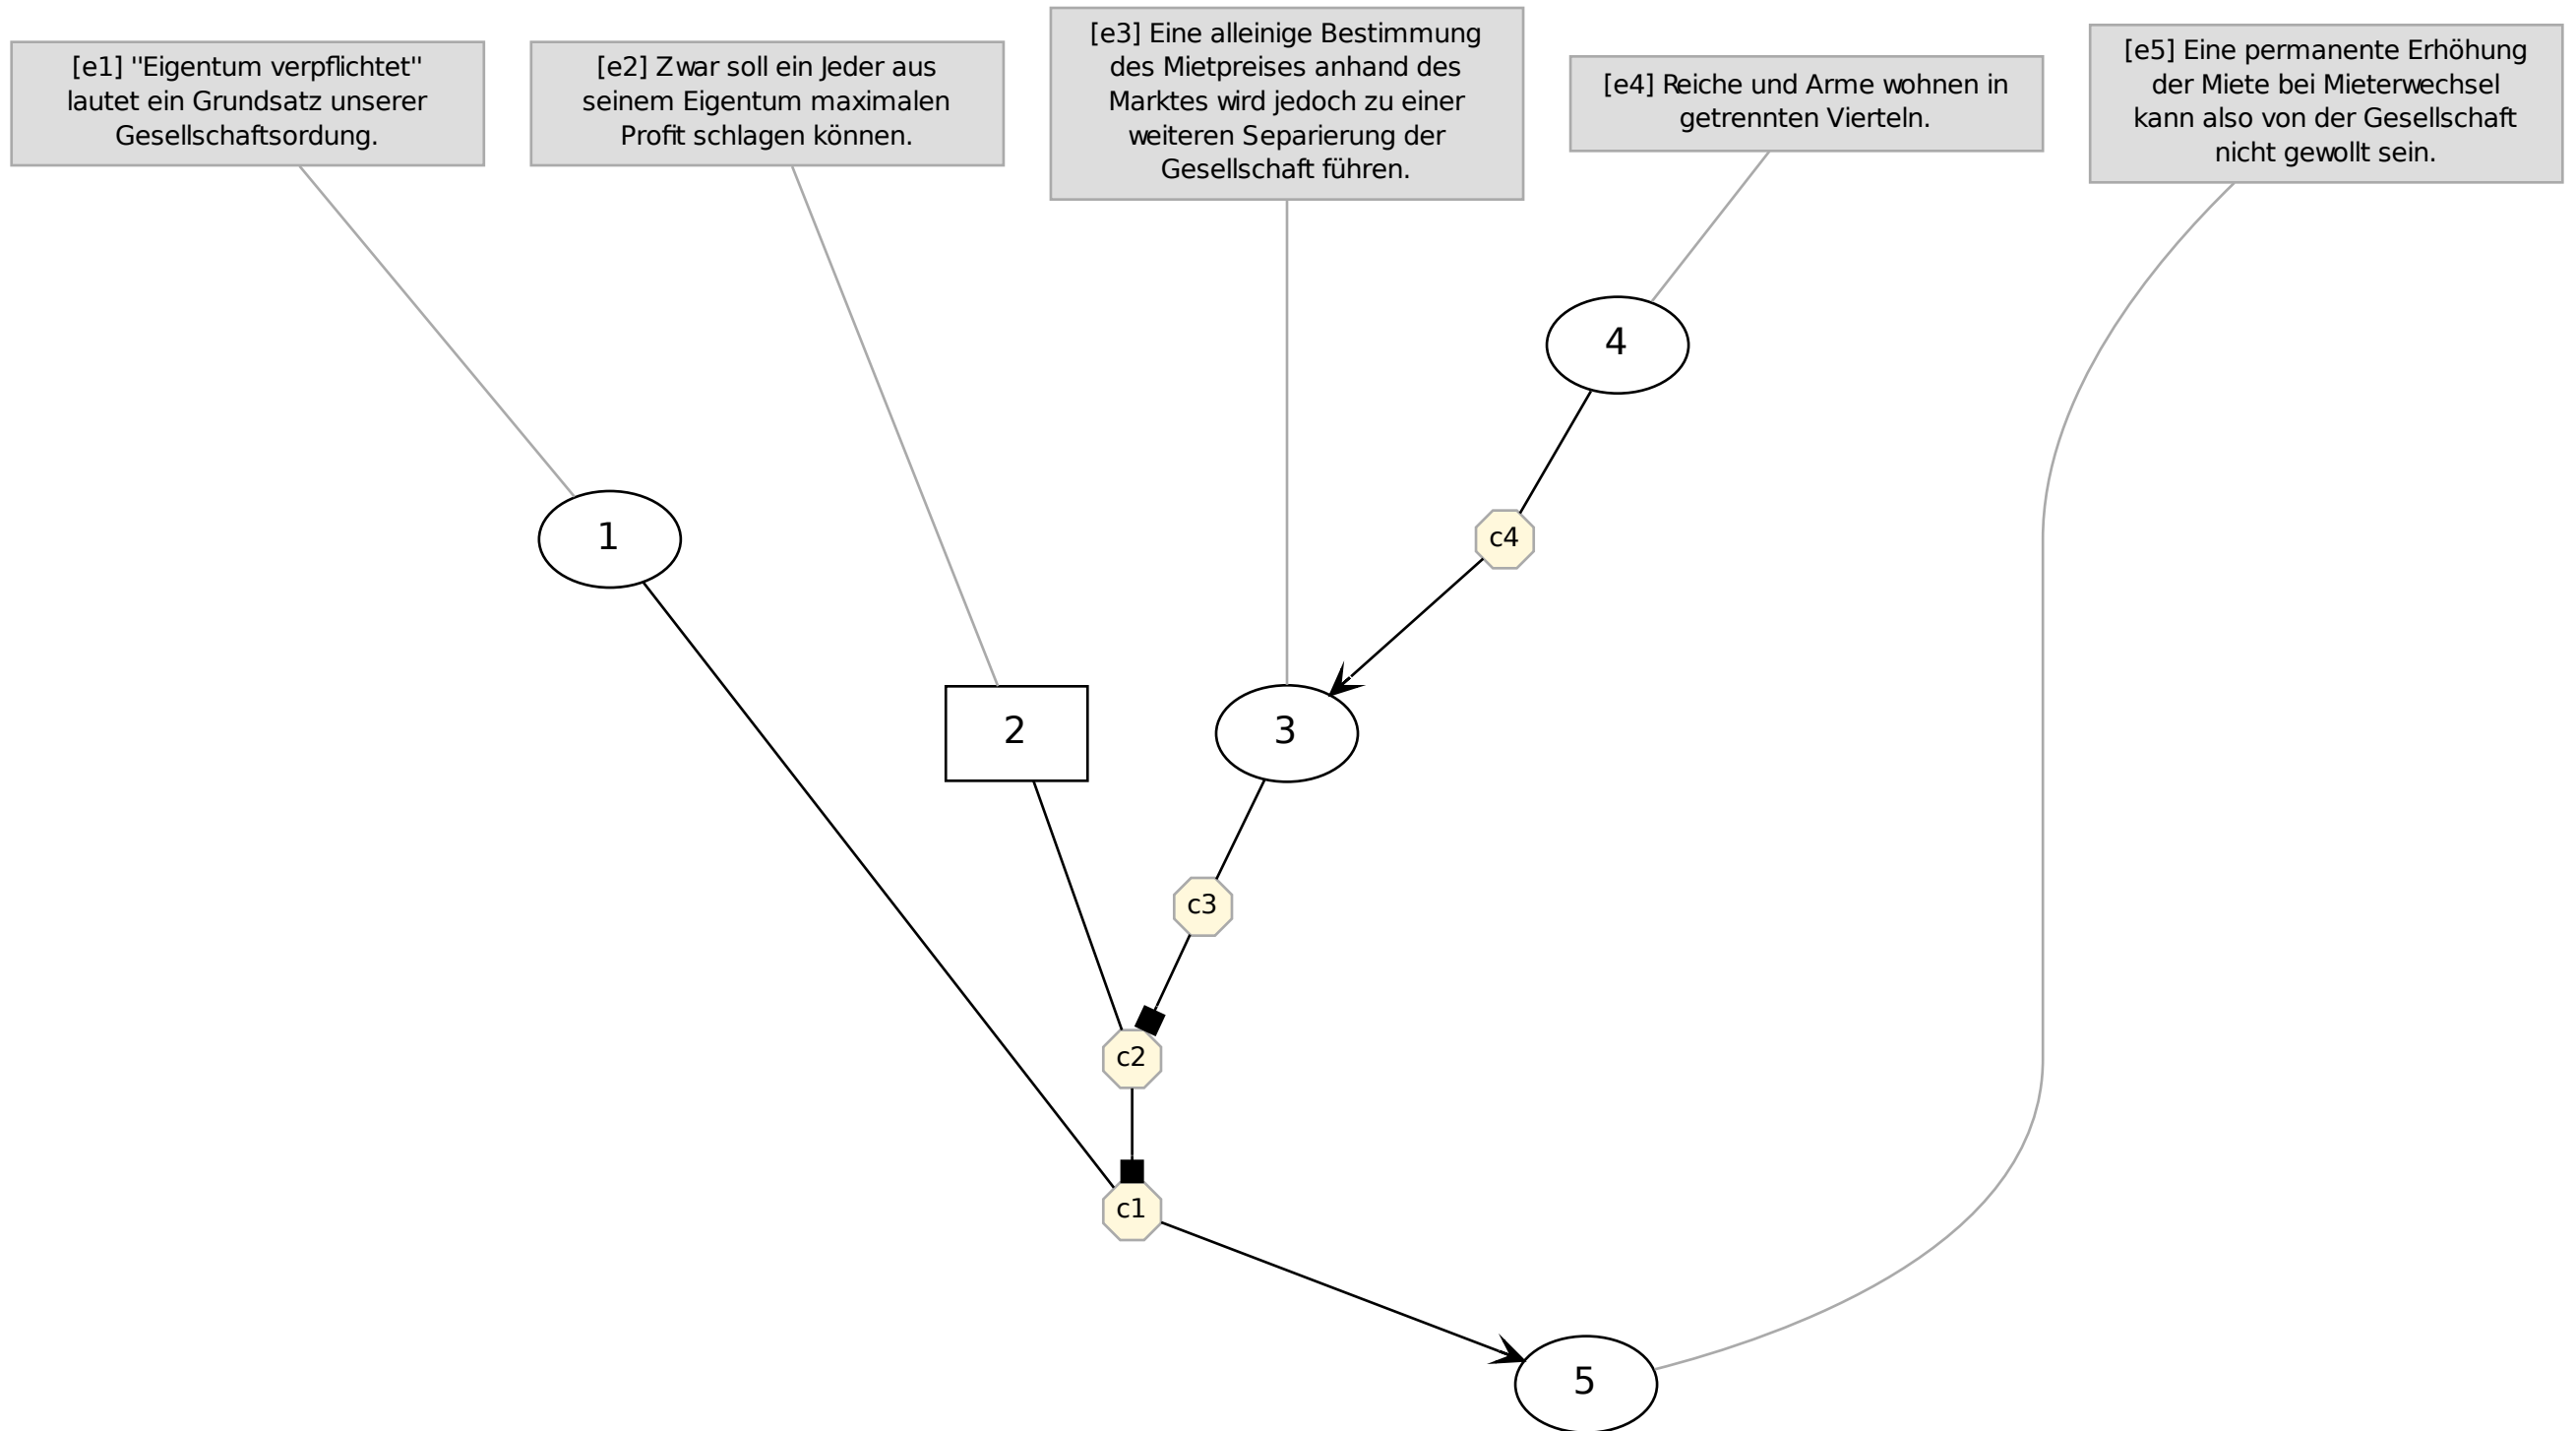 [e1] "Eigentum verpflichtet"
lautet ein Grundsatz unserer
Gesellschaftsordung.
[e2] Zwar soll ein Jeder aus
seinem Eigentum maximalen
Profit schlagen können.
[e3] Eine alleinige Bestimmung
des Mietpreises anhand des
Marktes wird jedoch zu einer
weiteren Separierung der
Gesellschaft führen.
[e4] Reiche und Arme wohnen in
getrennten Vierteln.
[e5] Eine permanente Erhöhung
der Miete bei Mieterwechsel
kann also von der Gesellschaft
nicht gewollt sein.
4
1
c4
2
3
c3
c2
c1
5